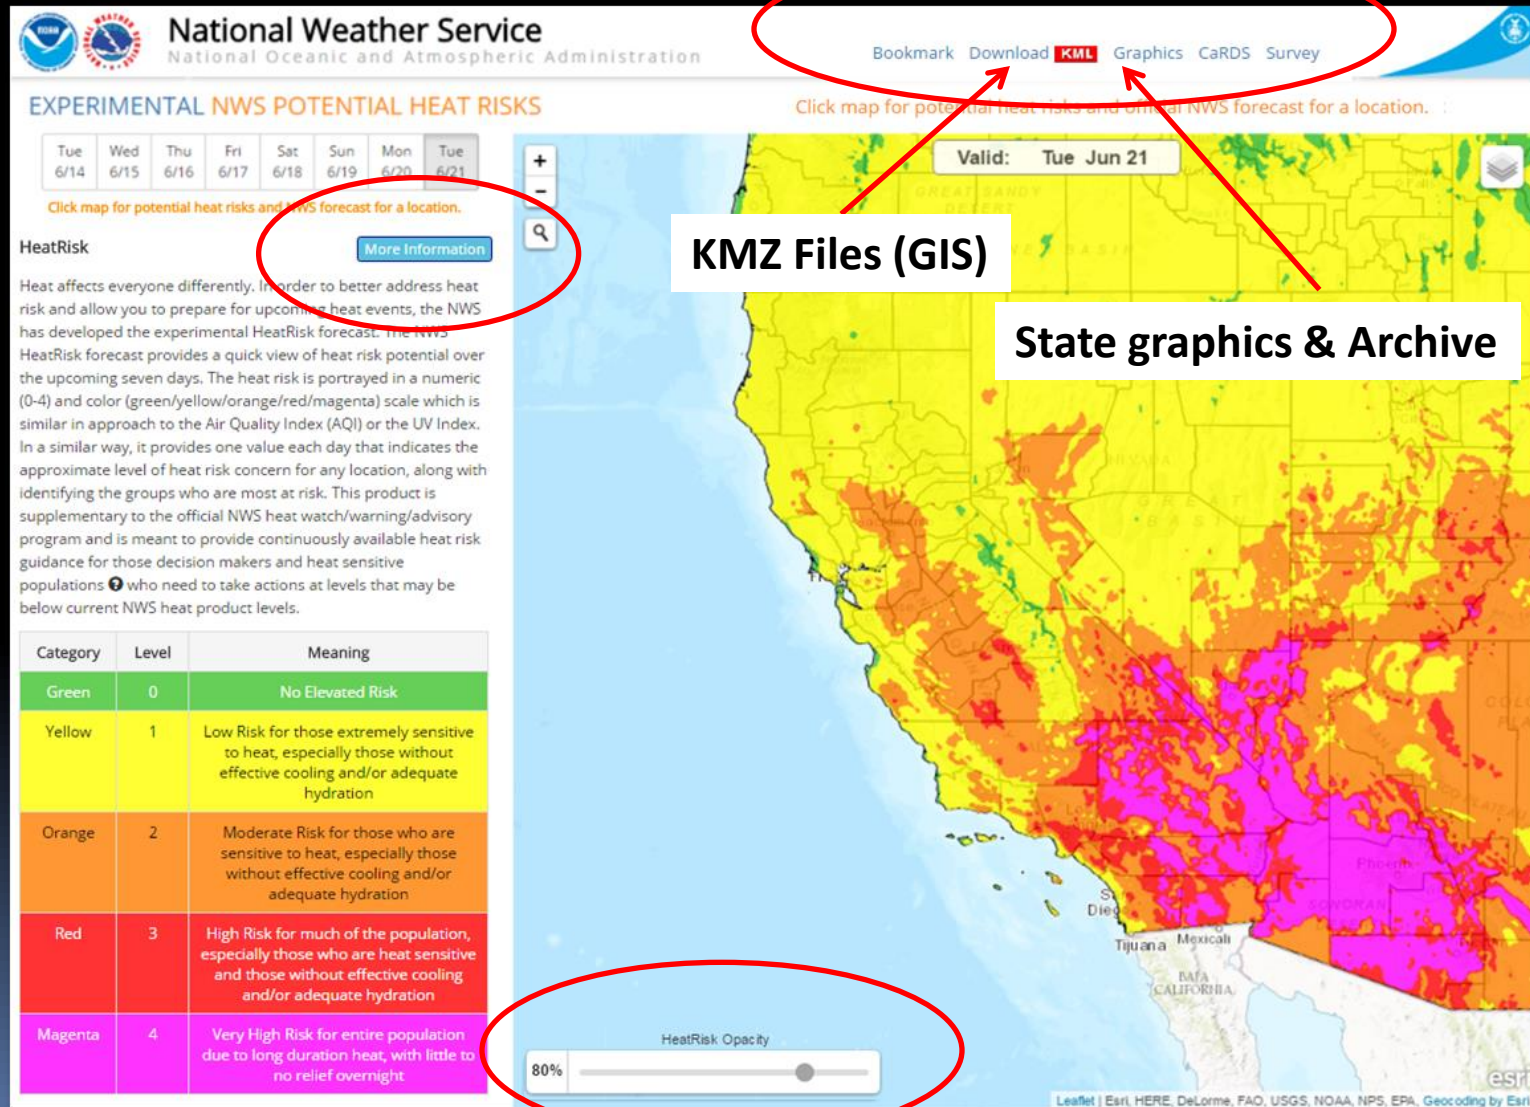 National Weather Service
National Oceanic and Atmospheric Administration
Bookmark Download KML Graphics CaRDS Survey
EXPERIMENTAL NWS POTENTIAL HEAT RISKS
Click map for potential heat risks and official NWS forecast for a location.
Tue Wed Thu Fri Sat Sun Mon Tue
6/14 6/15 6/16 6/17 6/18 6/19 6/20 6/21
Click map for potential heat risks and NWS forecast for a location.
HeatRisk
More Information
Heat affects everyone differently. In order to better address heat
risk and allow you to prepare for upcoming heat events, the NWS
has developed the experimental HeatRisk forecast. The NWS
HeatRisk forecast provides a quick view of heat risk potential over
the upcoming seven days. The heat risk is portrayed in a numeric
(0-4) and color (green/yellow/orange/red/magenta) scale which is
similar in approach to the Air Quality Index (AQI) or the UV Index.
In a similar way, it provides one value each day that indicates the
approximate level of heat risk concern for any location, along with
identifying the groups who are most at risk. This product is
supplementary to the official NWS heat watch/warning/advisory
program and is meant to provide continuously available heat risk
guidance for those decision makers and heat sensitive
populations ? who need to take actions at levels that may be
below current NWS heat product levels.
Category Level Meaning
Green 0 No Elevated Risk
Yellow 1 Low Risk for those extremely sensitive
to heat, especially those without
effective cooling and/or adequate
hydration
Orange 2 Moderate Risk for those who are
sensitive to heat, especially those
without effective cooling and/or
adequate hydration
Red 3 High Risk for much of the population,
especially those who are heat sensitive
and those without effective cooling
and/or adequate hydration
Magenta 4 Very High Risk for entire population
due to long duration heat, with little to
no relief overnight
+
−
Valid: Tue Jun 21
GREAT SANDY
DESERT
KMZ Files (GIS)
State graphics & Archive
NEVADA
GREAT
BASIN
Phoenix
SONORAN
DESERT
Tijuana Mexicali
BAJA
CALIFORNIA
HeatRisk Opacity
80%
esri
Leaflet | Esri, HERE, DeLorme, FAO, USGS, NOAA, NPS, EPA, Geocoding by Esri